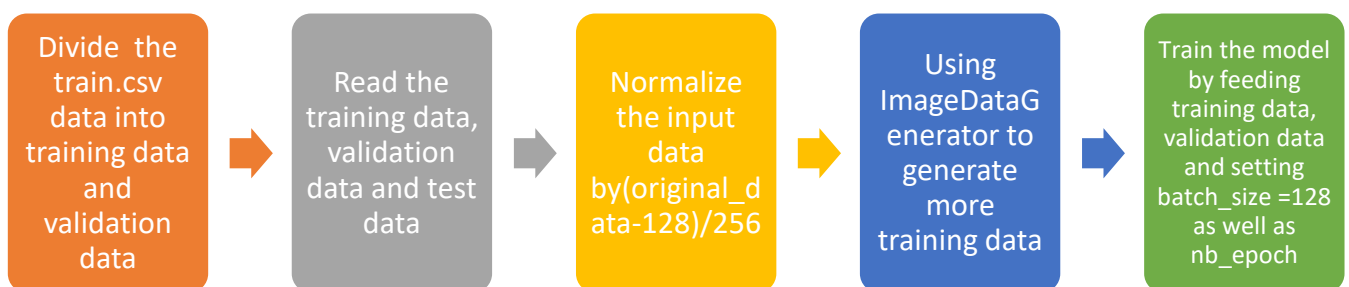 Divide the
train.csv
data into
training data
and
validation
data
Read the
training data,
validation
data and test
data
Normalize
the input
data
by(original_d
ata-128)/256
Using
ImageDataG
enerator to
generate
more
training data
Train the model
by feeding
training data,
validation data
and setting
batch_size =128
as well as
nb_epoch